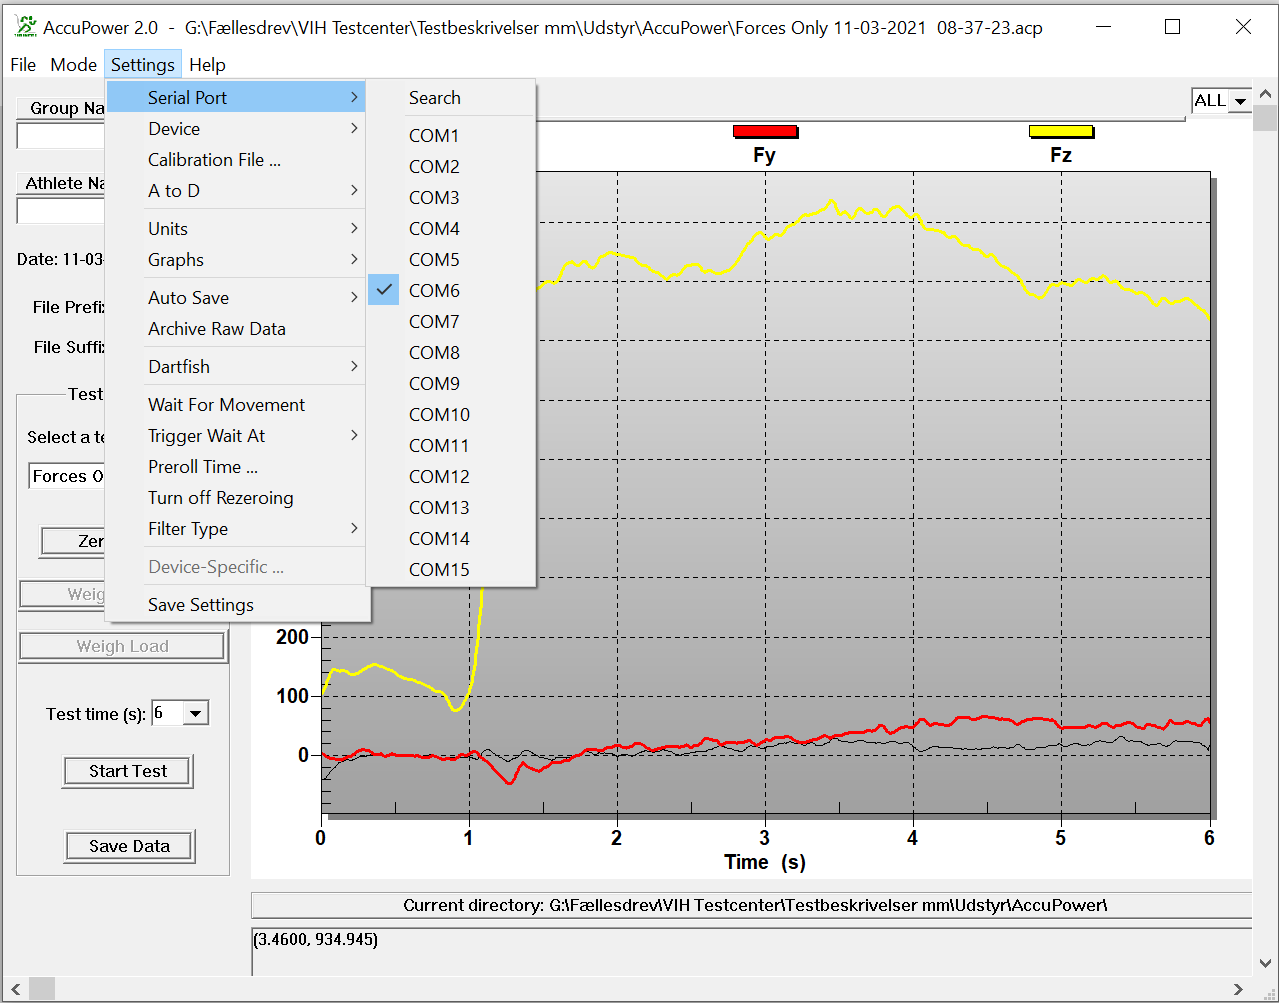 AccuPower 2.0  -  G:\Fællesdrev\VIH Testcenter\Testbeskrivelser mm\Udstyr\AccuPower\Forces Only 11-03-2021  08-37-23.acp
File Mode Settings Help
Serial Port
Device
Calibration File ...
A to D
Units
Graphs
Auto Save
Archive Raw Data
Dartfish
Wait For Movement
Trigger Wait At
Preroll Time ...
Turn off Rezeroing
Filter Type
Device-Specific ...
Save Settings
Search
COM1
COM2
COM3
COM4
COM5
COM6
COM7
COM8
COM9
COM10
COM11
COM12
COM13
COM14
COM15
Group Na
Athlete Na
Date: 11-03-
File Prefix
File Suffix
Test
Select a te
Forces O
Zer
Weig
Weigh Load
Test time (s): 6
Start Test
Save Data
ALL
Fy Fz
200
100
0
0 1 2 3 4 5 6
Time (s)
Current directory: G:\Fællesdrev\VIH Testcenter\Testbeskrivelser mm\Udstyr\AccuPower\
(3.4600, 934.945)